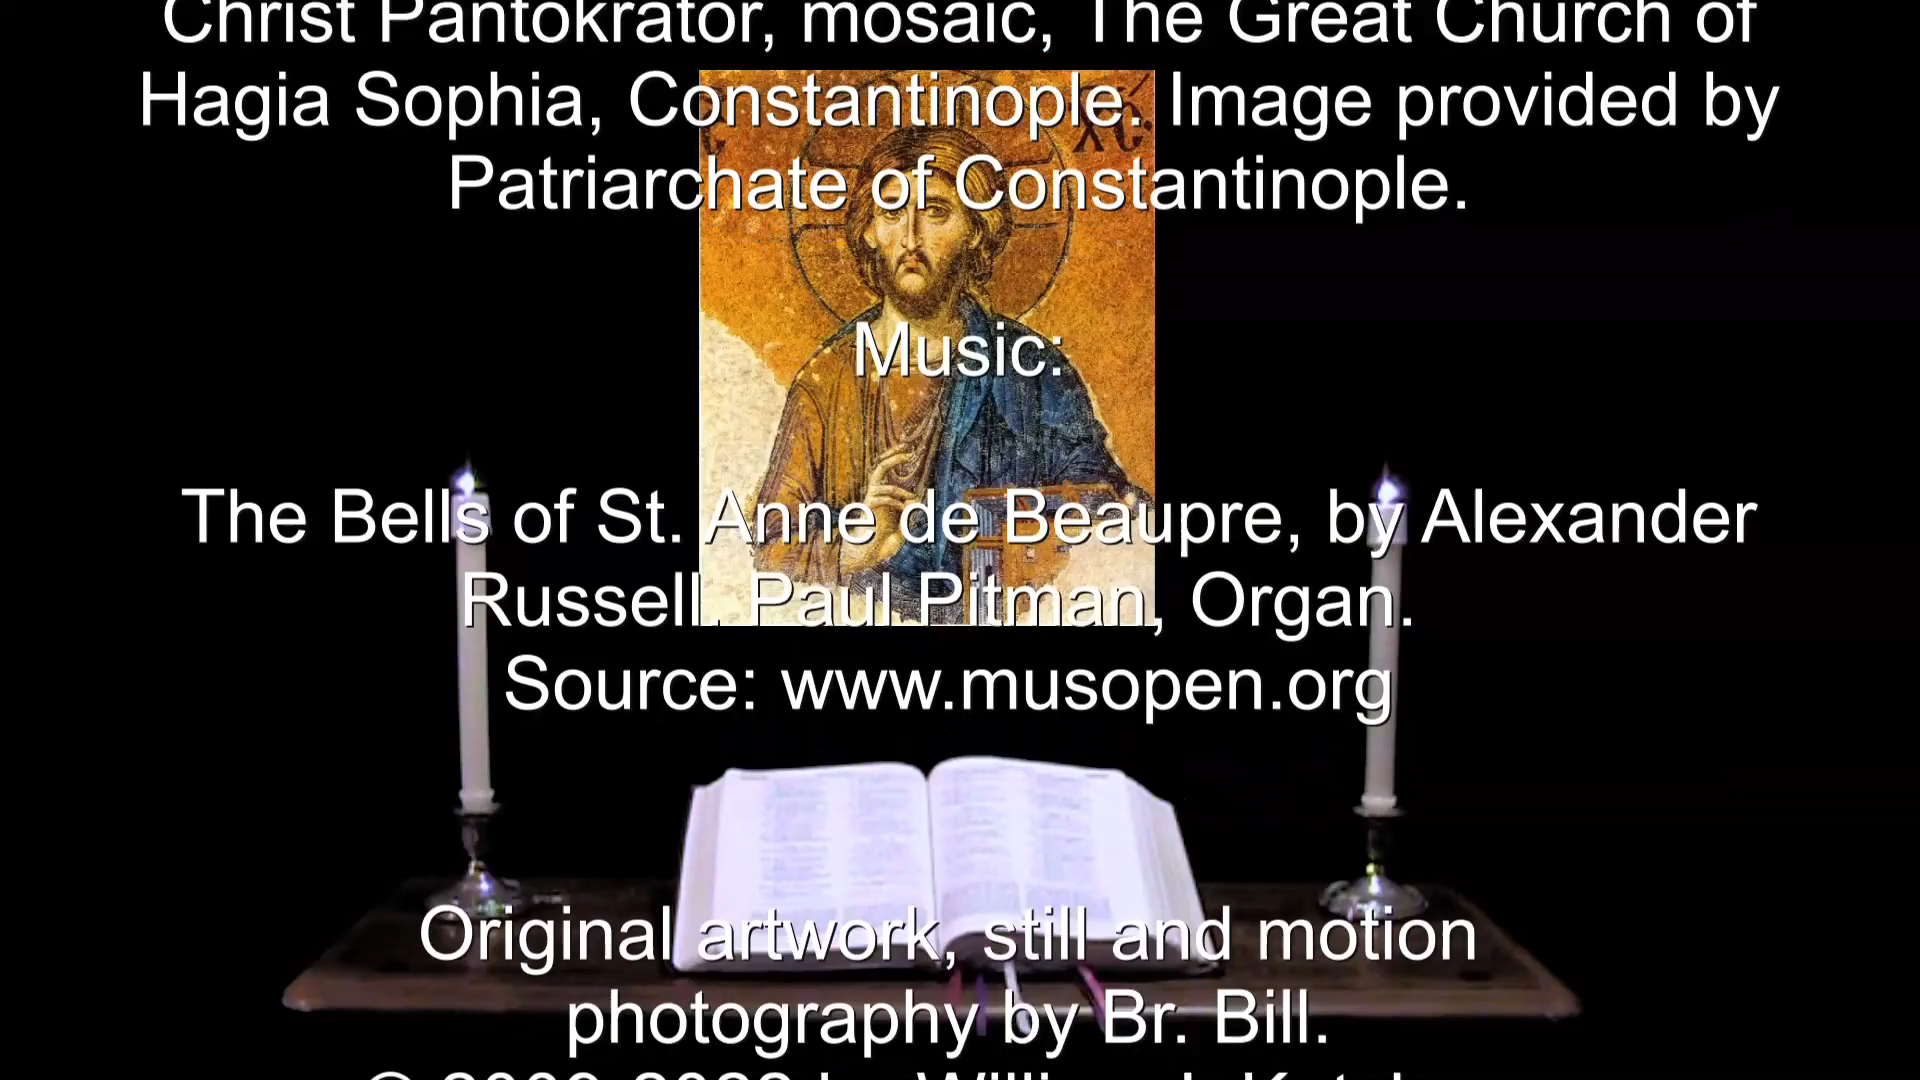 Christ Pantokrator, mosaic, The Great Church of
Hagia Sophia, Constantinople. Image provided by
Patriarchate of Constantinople.
Music:
The Bells of St. Anne de Beaupre, by Alexander
Russell. Paul Pitman, Organ.
Source: www.musopen.org
Original artwork, still and motion
photography by Br. Bill.